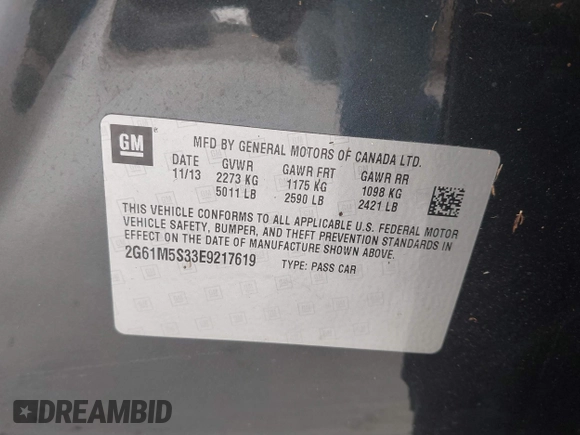 GM
MFD BY GENERAL MOTORS OF CANADA LTD.
DATE GVWR GAWR FRT GAWR RR
11/13 2273 KG 1175 KG 1098 KG
5011 LB 2590 LB 2421 LB
THIS VEHICLE CONFORMS TO ALL APPLICABLE U.S. FEDERAL MOTOR
VEHICLE SAFETY, BUMPER, AND THEFT PREVENTION STANDARDS IN
EFFECT ON THE DATE OF MANUFACTURE SHOWN ABOVE.
2G61M5S33E9217619 TYPE: PASS CAR
DREAMBID